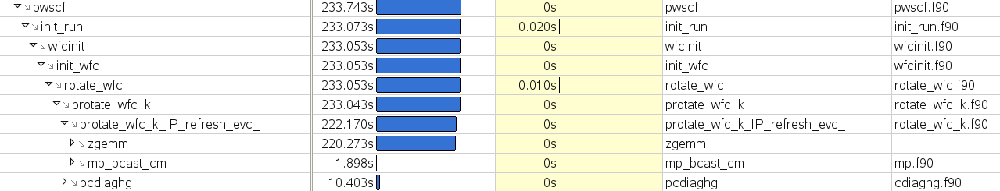 pwscf 233.743s 0s pwscf pwscf.f90
init_run 233.073s 0.020s init_run init_run.f90
wfcinit 233.053s 0s wfcinit wfcinit.f90
init_wfc 233.053s 0s init_wfc wfcinit.f90
rotate_wfc 233.053s 0.010s rotate_wfc rotate_wfc.f90
protate_wfc_k 233.043s 0s protate_wfc_k rotate_wfc_k.f90
protate_wfc_k_IP_refresh_evc_ 222.170s 0s protate_wfc_k_IP_refresh_evc_ rotate_wfc_k.f90
zgemm_ 220.273s 0s zgemm_
mp_bcast_cm 1.898s 0s mp_bcast_cm mp.f90
pcdiaghg 10.403s 0s pcdiaghg cdiaghg.f90